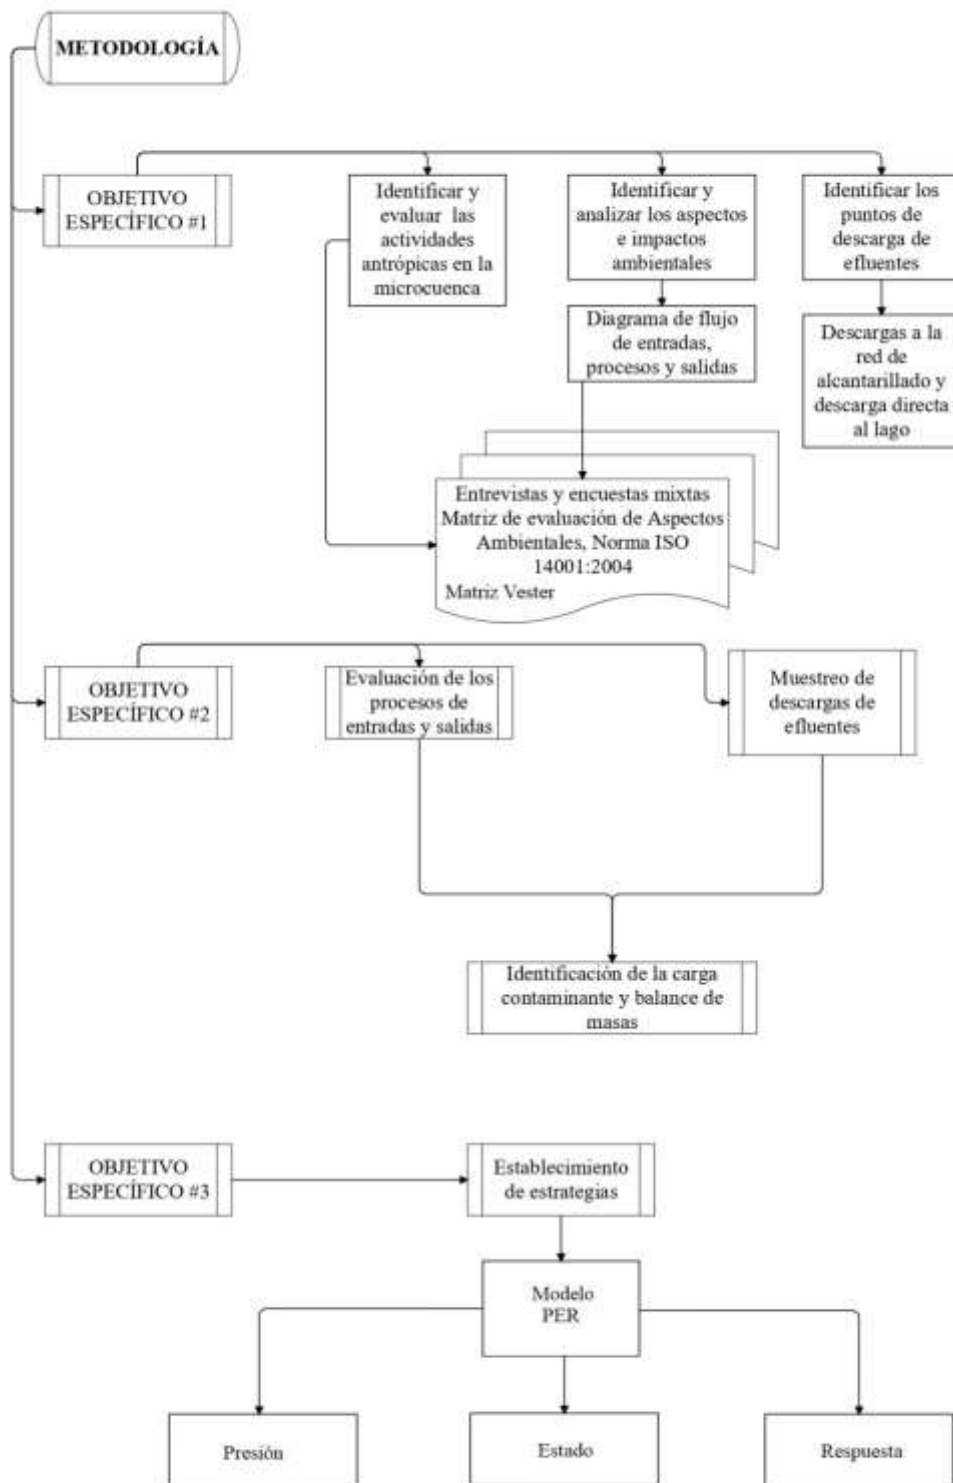 METODOLOGÍA
OBJETIVO
ESPECÍFICO #1
Identificar y
evaluar las
actividades
antrópicas en la
microcuenca
Identificar y
analizar los aspectos
e impactos
ambientales
Identificar los
puntos de
descarga de
efluentes
Diagrama de flujo
de entradas,
procesos y salidas
Descargas a la
red de
alcantarillado y
descarga directa
al lago
Entrevistas y encuestas mixtas
Matriz de evaluación de Aspectos
Ambientales, Norma ISO
14001:2004
Matriz Vester
OBJETIVO
ESPECÍFICO #2
Evaluación de los
procesos de
entradas y salidas
Muestreo de
descargas de
efluentes
Identificación de la carga
contaminante y balance de
masas
OBJETIVO
ESPECÍFICO #3
Establecimiento
de estrategias
Modelo
PER
Presión
Estado
Respuesta